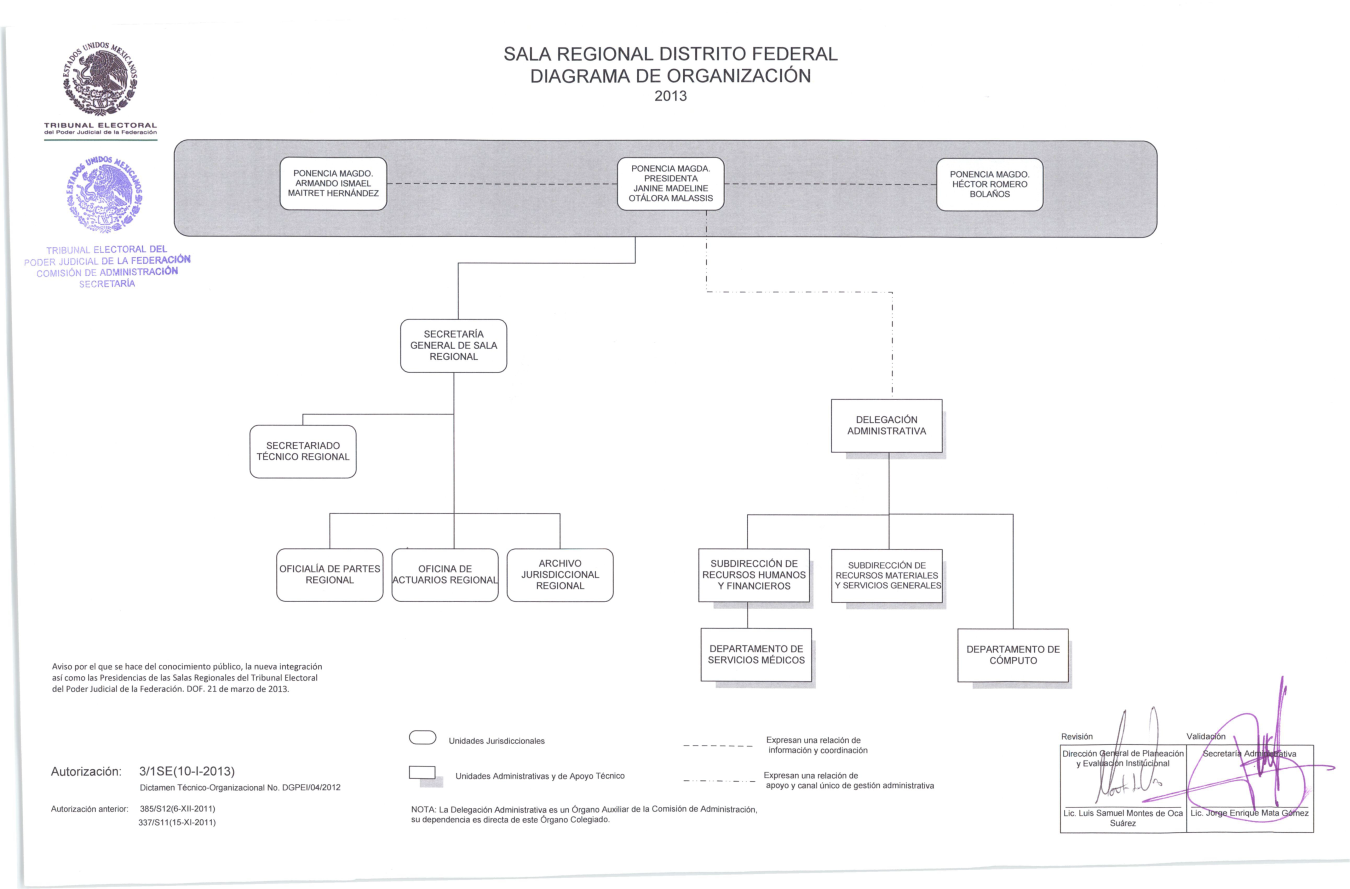 SALA REGIONAL DISTRITO FEDERAL
DIAGRAMA DE ORGANIZACIÓN
2013
ESTADOS UNIDOS MEXICANOS
TRIBUNAL ELECTORAL
del Poder Judicial de la Federación
ESTADOS UNIDOS MEXICANOS
TRIBUNAL ELECTORAL DEL
PODER JUDICIAL DE LA FEDERACIÓN
COMISIÓN DE ADMINISTRACIÓN
SECRETARÍA
PONENCIA MAGDO.
ARMANDO ISMAEL
MAITRET HERNÁNDEZ
PONENCIA MAGDA.
PRESIDENTA
JANINE MADELINE
OTÁLORA MALASSIS
PONENCIA MAGDO.
HÉCTOR ROMERO
BOLAÑOS
SECRETARÍA
GENERAL DE SALA
REGIONAL
DELEGACIÓN
ADMINISTRATIVA
SECRETARIADO
TÉCNICO REGIONAL
OFICIALÍA DE PARTES
REGIONAL
OFICINA DE
ACTUARIOS REGIONAL
ARCHIVO
JURISDICCIONAL
REGIONAL
SUBDIRECCIÓN DE
RECURSOS HUMANOS
Y FINANCIEROS
SUBDIRECCIÓN DE
RECURSOS MATERIALES
Y SERVICIOS GENERALES
DEPARTAMENTO DE
SERVICIOS MÉDICOS
DEPARTAMENTO DE
CÓMPUTO
Aviso por el que se hace del conocimiento público, la nueva integración
así como las Presidencias de las Salas Regionales del Tribunal Electoral
del Poder Judicial de la Federación. DOF. 21 de marzo de 2013.
Autorización: 3/1SE(10-I-2013)
Dictamen Técnico-Organizacional No. DGPEI/04/2012
Autorización anterior: 385/S12(6-XII-2011)
337/S11(15-XI-2011)
Unidades Jurisdiccionales
Unidades Administrativas y de Apoyo Técnico
Expresan una relación de
información y coordinación
Expresan una relación de
apoyo y canal único de gestión administrativa
NOTA: La Delegación Administrativa es un Órgano Auxiliar de la Comisión de Administración,
su dependencia es directa de este Órgano Colegiado.
Revisión
Dirección General de Planeación
y Evaluación Institucional
Lic. Luis Samuel Montes de Oca
Suárez
Validación
Secretaría Administrativa
Lic. Jorge Enrique Mata Gómez